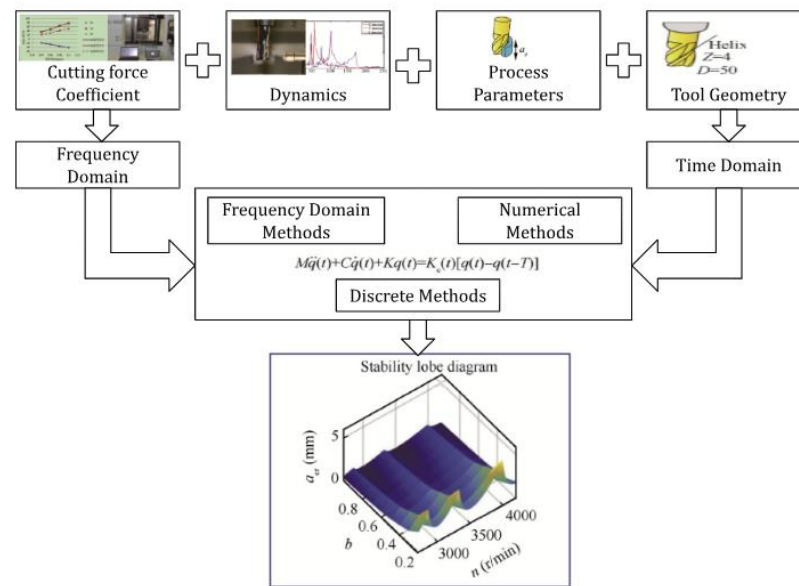 Cutting force
Coefficient
Dynamics
a_e
Process
Parameters
Helix
Z=4
D=50
Tool Geometry
Frequency
Domain
Time Domain
Frequency Domain
Methods
Numerical
Methods
Mq̈(t)+Cq̇(t)+Kq(t)=K_c(t)[q(t)−q(t−T)]
Discrete Methods
Stability lobe diagram
a_cr (mm)
5
0
0.8
0.6
0.4
0.2
b
3000
3500
4000
n (r/min)